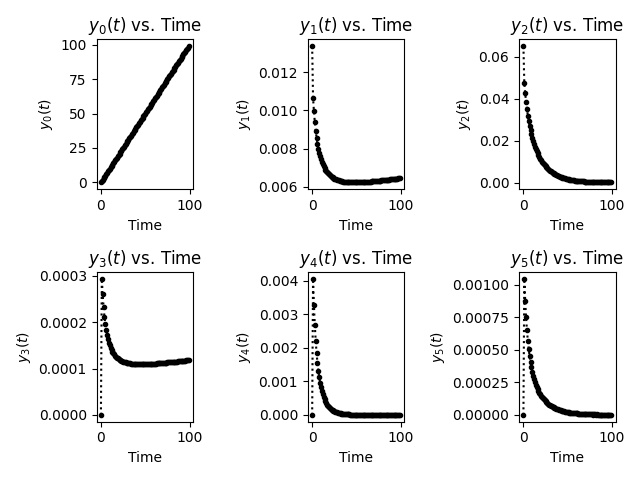 y₀(t) vs. Time
y₁(t) vs. Time
y₂(t) vs. Time
100
75
50
25
0
y₀(t)
0
100
Time
0.012
0.010
0.008
0.006
y₁(t)
0
100
Time
0.06
0.04
0.02
0.00
y₂(t)
0
100
Time
y₃(t) vs. Time
y₄(t) vs. Time
y₅(t) vs. Time
0.0003
0.0002
0.0001
0.0000
y₃(t)
0
100
Time
0.004
0.003
0.002
0.001
0.000
y₄(t)
0
100
Time
0.00100
0.00075
0.00050
0.00025
0.00000
y₅(t)
0
100
Time